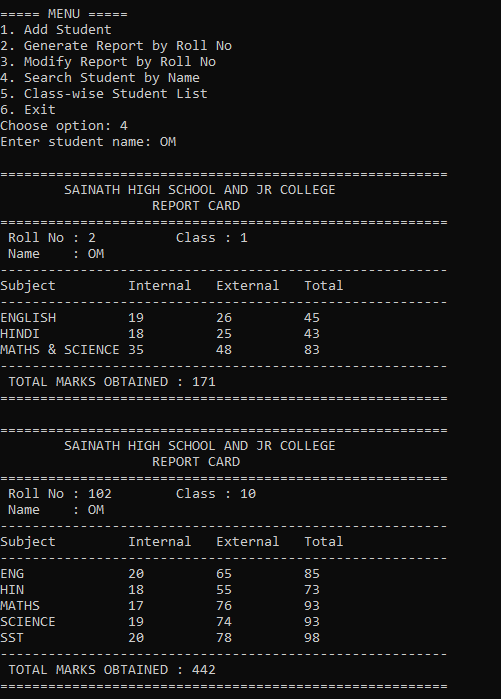 ===== MENU =====
1. Add Student
2. Generate Report by Roll No
3. Modify Report by Roll No
4. Search Student by Name
5. Class-wise Student List
6. Exit
Choose option: 4
Enter student name: OM

========================================================
        SAINATH HIGH SCHOOL AND JR COLLEGE
                   REPORT CARD
========================================================
 Roll No : 2          Class : 1
 Name    : OM
--------------------------------------------------------
Subject         Internal   External   Total
--------------------------------------------------------
ENGLISH         19         26         45
HINDI           18         25         43
MATHS & SCIENCE 35         48         83
--------------------------------------------------------
 TOTAL MARKS OBTAINED : 171
========================================================

========================================================
        SAINATH HIGH SCHOOL AND JR COLLEGE
                   REPORT CARD
========================================================
 Roll No : 102        Class : 10
 Name    : OM
--------------------------------------------------------
Subject         Internal   External   Total
--------------------------------------------------------
ENG             20         65         85
HIN             18         55         73
MATHS           17         76         93
SCIENCE         19         74         93
SST             20         78         98
--------------------------------------------------------
 TOTAL MARKS OBTAINED : 442
========================================================